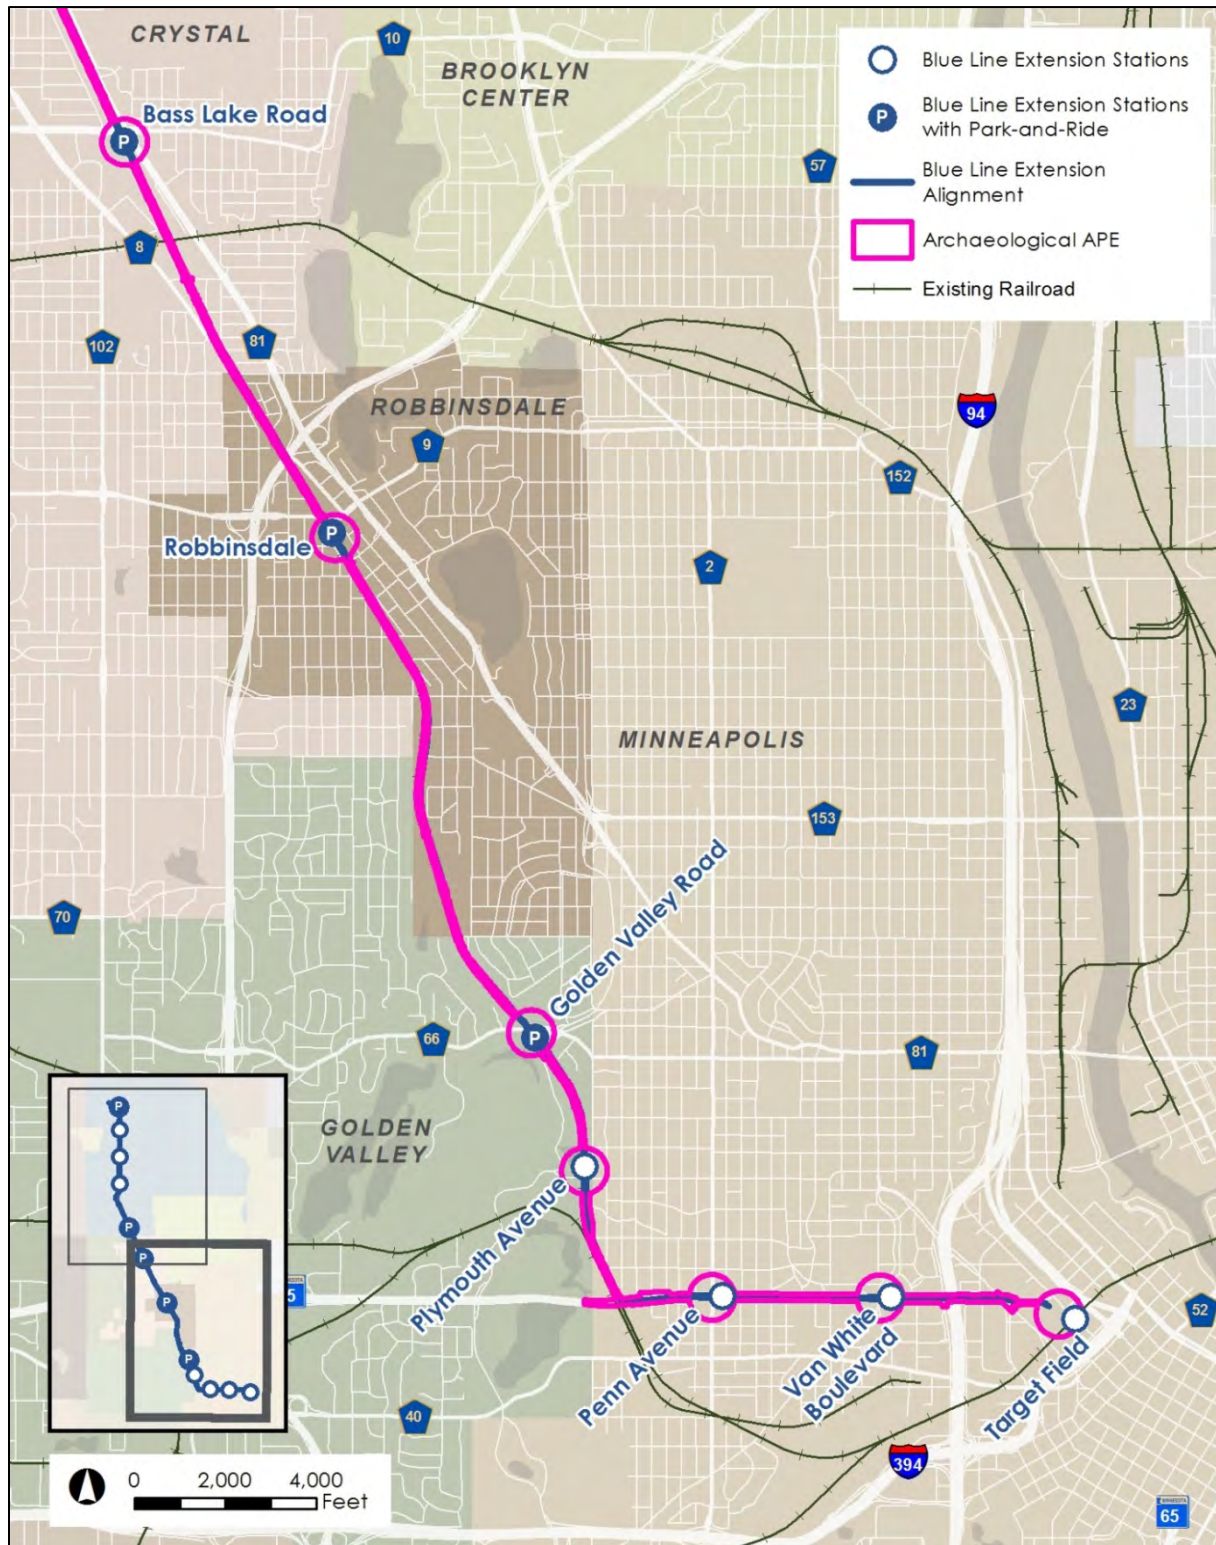 CRYSTAL
10
BROOKLYN
CENTER
Blue Line Extension Stations
P
Blue Line Extension Stations
with Park-and-Ride
Blue Line Extension
Alignment
Archaeological APE
Existing Railroad
Bass Lake Road
P
57
8
102
81
ROBBINSDALE
9
94
152
P
Robbinsdale
2
23
MINNEAPOLIS
153
70
Golden Valley Road
P
66
81
GOLDEN
VALLEY
Plymouth Avenue
Penn Avenue
Van White
Boulevard
Target Field
52
P
P
P
P
P
5
40
394
MINNESOTA
65
0 2,000 4,000
Feet